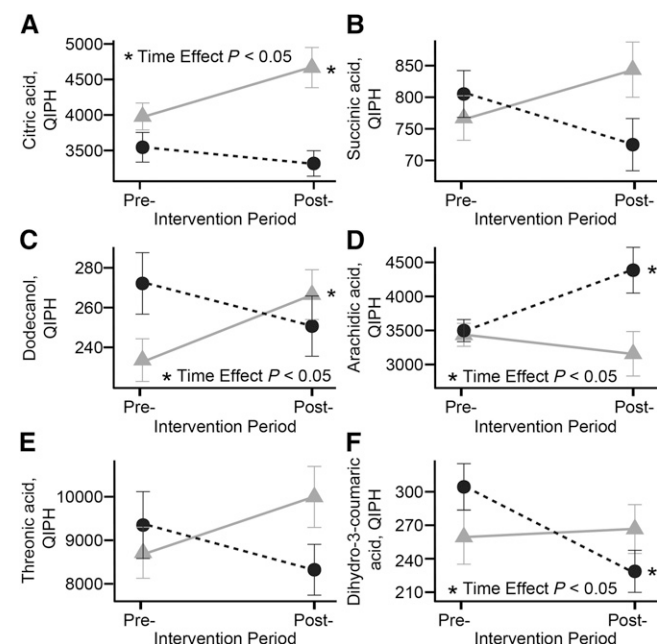 A
Citric acid,
QIPH
5000
4500
4000
3500
* Time Effect P < 0.05
*
Pre-
Post-
Intervention Period
B
Succinic acid,
QIPH
850
800
750
70
Pre-
Post-
Intervention Period
C
Dodecanol,
QIPH
280
260
240
*
* Time Effect P < 0.05
Pre-
Post-
Intervention Period
D
Arachidic acid,
QIPH
4500
4000
3500
3000
*
* Time Effect P < 0.05
Pre-
Post-
Intervention Period
E
Threonic acid,
QIPH
10000
9000
8000
Pre-
Post-
Intervention Period
F
Dihydro-3-coumaric
acid, QIPH
300
270
240
210
*
* Time Effect P < 0.05
Pre-
Post-
Intervention Period